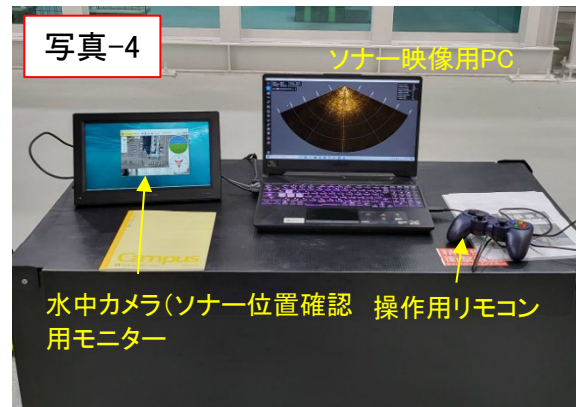 写真-4
ソナー映像用PC
Campus
水中カメラ(ソナー位置確認
用モニター
操作用リモコン